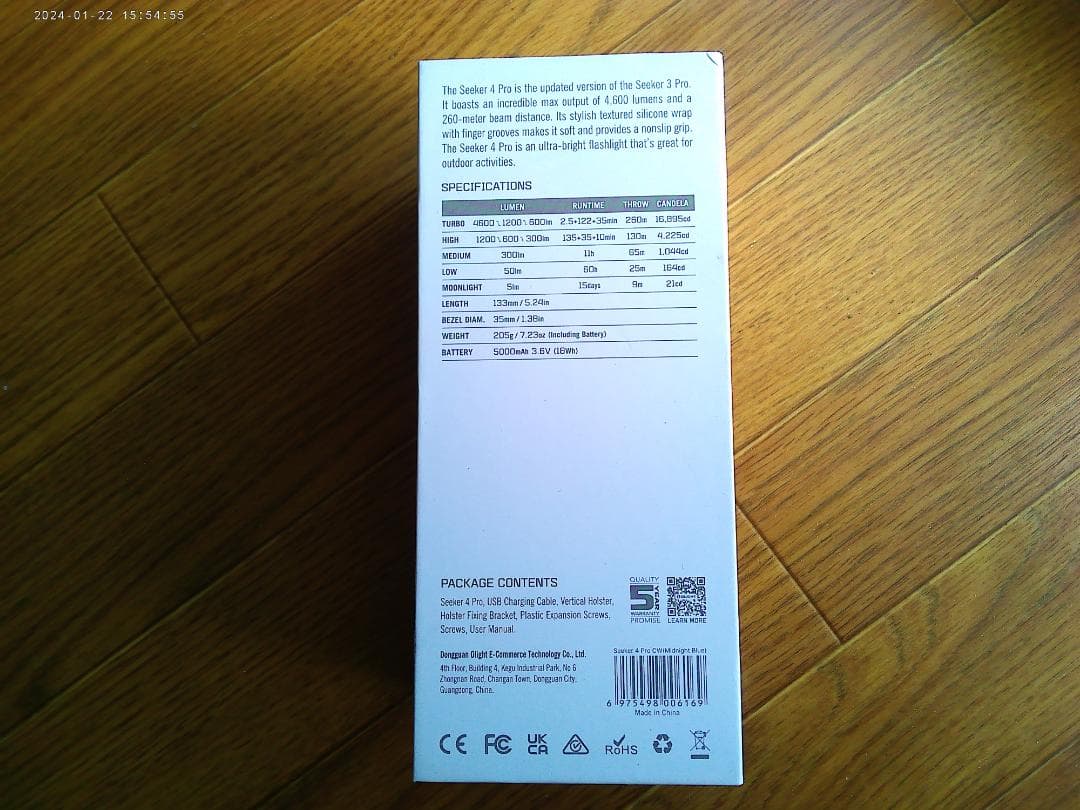 2024-01-22 15:54:55
The Seeker 4 Pro is the updated version of the Seeker 3 Pro.
It boasts an incredible max output of 4,600 lumens and a
260-meter beam distance. Its stylish textured silicone wrap
with finger grooves makes it soft and provides a nonslip grip.
The Seeker 4 Pro is an ultra-bright flashlight that's great for
outdoor activities.
SPECIFICATIONS
LUMEN RUNTIME THROW CANDELA
TURBO 4600\1200\600lm 2.5+122+35min 260m 16,895cd
HIGH 1200\600\300lm 135+35+10min 130m 4,225cd
MEDIUM 300lm 11h 65m 1,044cd
LOW 50lm 60h 25m 164cd
MOONLIGHT 5lm 15days 9m 21cd
LENGTH 133mm / 5.24in
BEZEL DIAM. 35mm / 1.38in
WEIGHT 205g / 7.23oz (Including Battery)
BATTERY 5000mAh 3.6V (18Wh)
PACKAGE CONTENTS
Seeker 4 Pro, USB Charging Cable, Vertical Holster,
Holster Fixing Bracket, Plastic Expansion Screws,
Screws, User Manual.
QUALITY
5 YEAR
WARRANTY
PROMISE
LEARN MORE
Dongguan Olight E-Commerce Technology Co., Ltd.
4th Floor, Building 4, Kegu Industrial Park, No 6
Zhongnan Road, Changan Town, Dongguan City,
Guangdong, China.
Seeker 4 Pro CW(Midnight Blue)
6 975498 006169
Made in China
CE FC UK CA RoHS